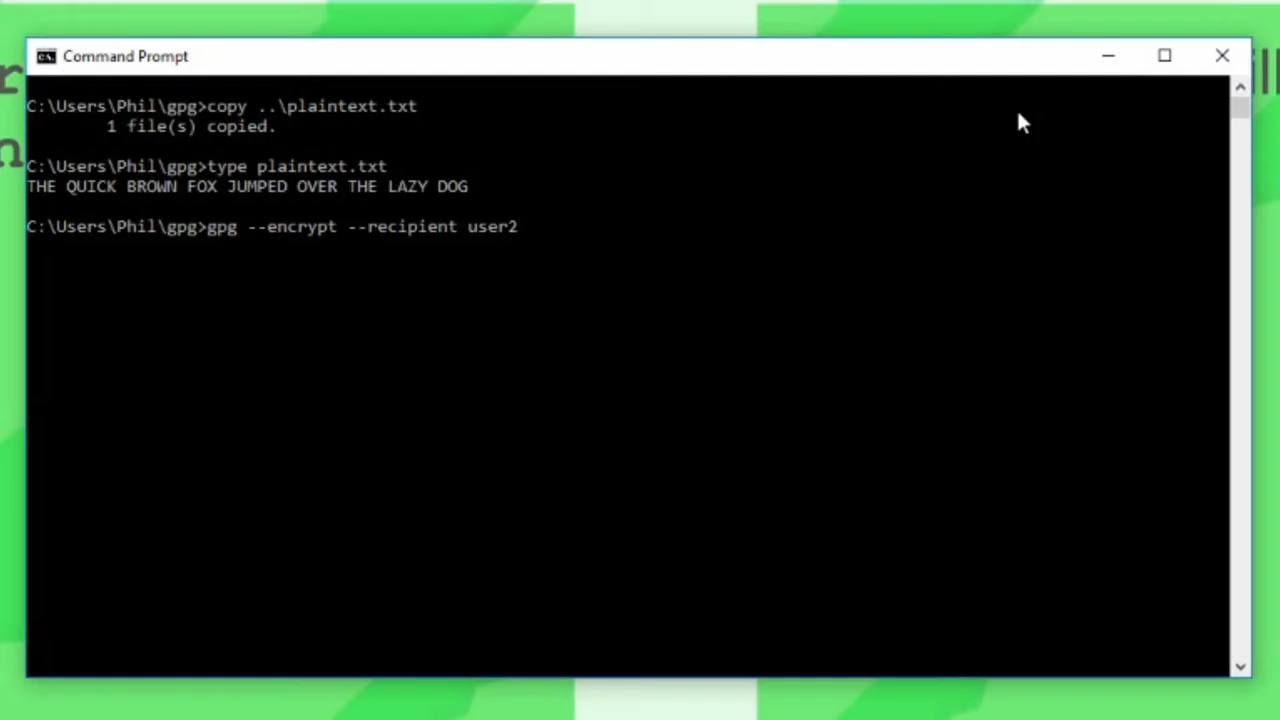 Command Prompt
C:\Users\Phil\gpg>copy ..\plaintext.txt
1 file(s) copied.
C:\Users\Phil\gpg>type plaintext.txt
THE QUICK BROWN FOX JUMPED OVER THE LAZY DOG
C:\Users\Phil\gpg>gpg --encrypt --recipient user2